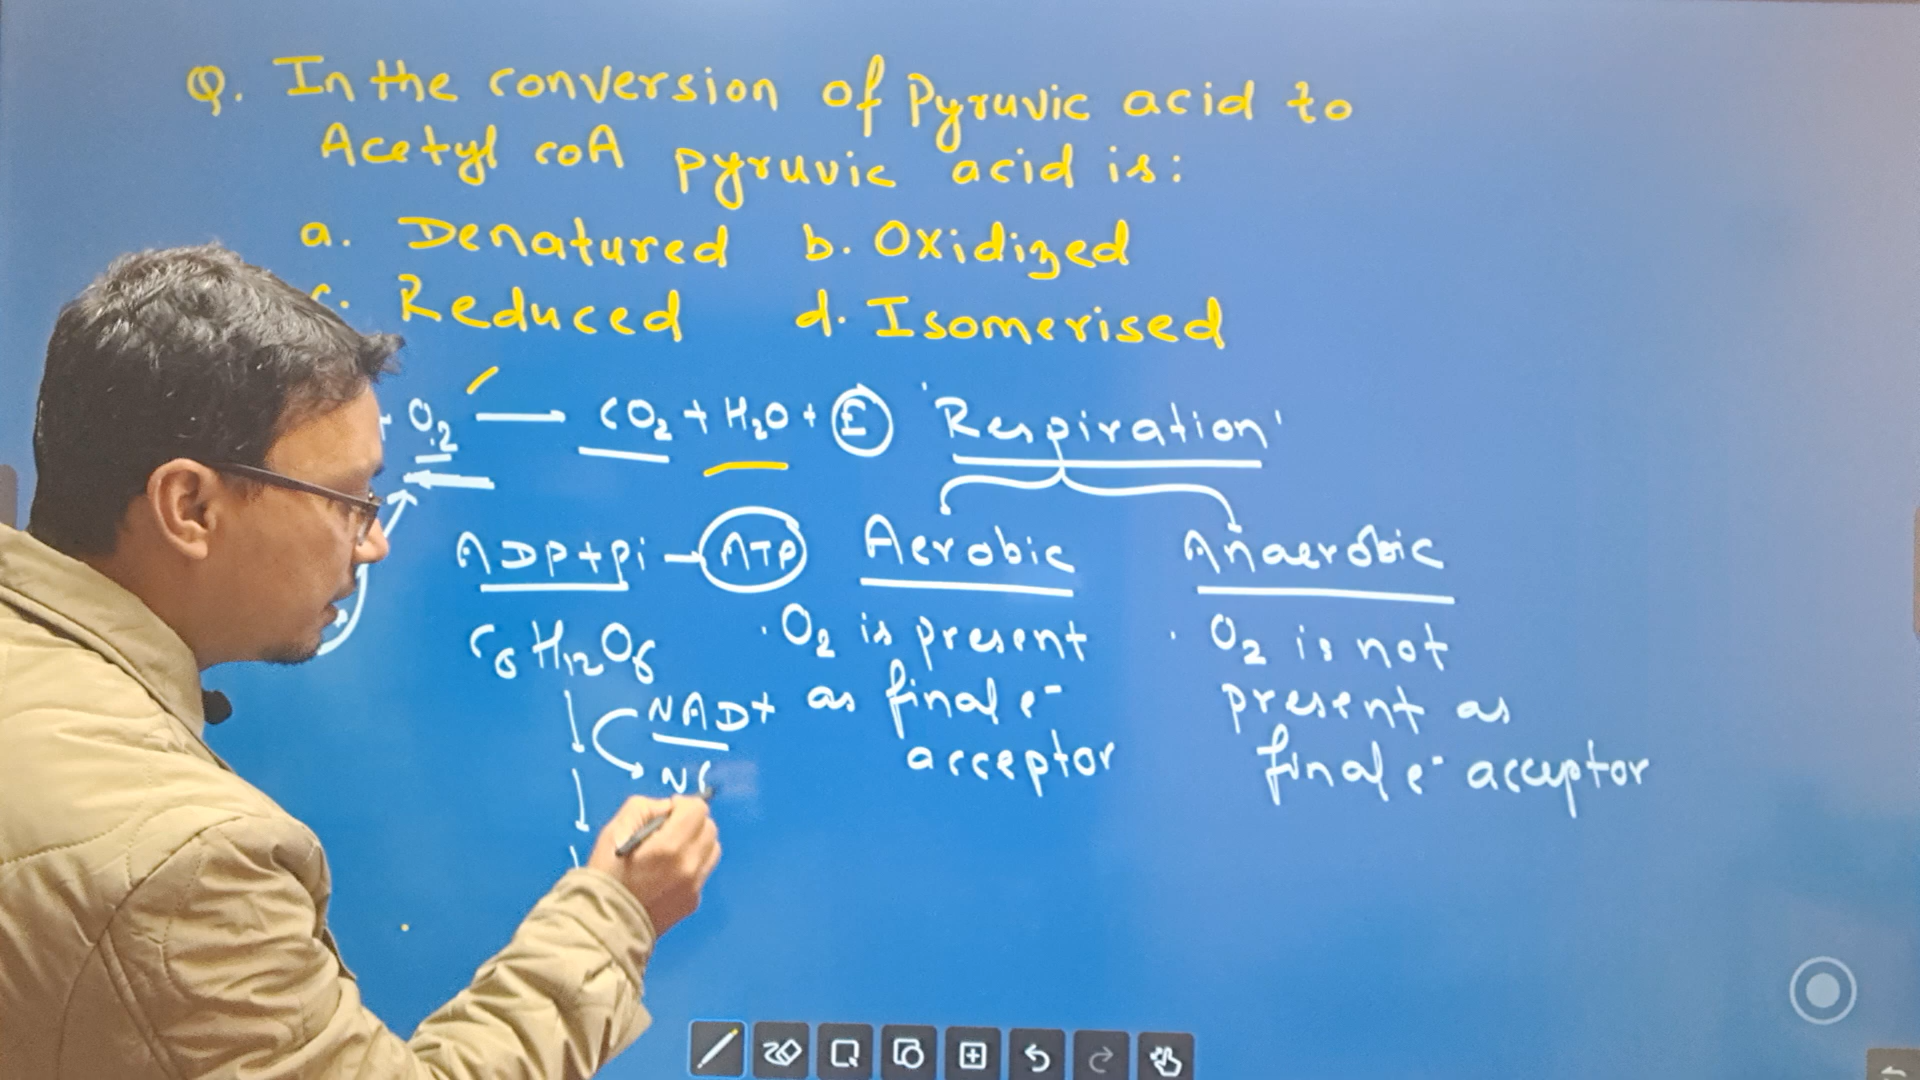 Q. In the conversion of Pyruvic acid to
Acetyl coA pyruvic acid is:
a. Denatured b. Oxidized
c. Reduced d. Isomerised
+ O2 → CO2 + H2O + E 'Respiration'
ADP+Pi → ATP Aerobic Anaerobic
C6H12O6 · O2 is present · O2 is not
NAD+ as final e- present as
acceptor final e- acceptor